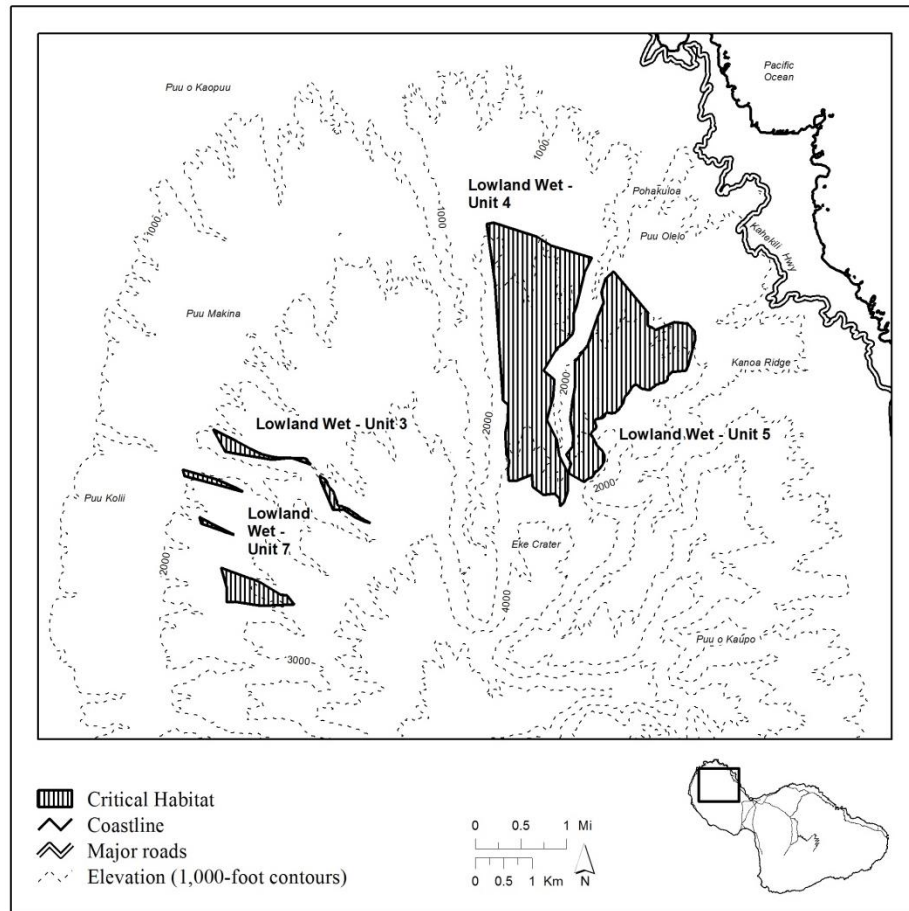 Pacific
Ocean
Puu o Kaopuu
1000
Lowland Wet -
Unit 4
Pohakuloa
1000
1000
Puu Olelo
Kahekili Hwy
Puu Makina
Kanoa Ridge
2000
Lowland Wet - Unit 3
2000
Lowland Wet - Unit 5
Puu Kolii
2000
Lowland
Wet -
Unit 7
Eke Crater
2000
4000
Puu o Kaupo
3000
Critical Habitat
Coastline
Major roads
Elevation (1,000-foot contours)
0 0.5 1 Mi
0 0.5 1 Km
N